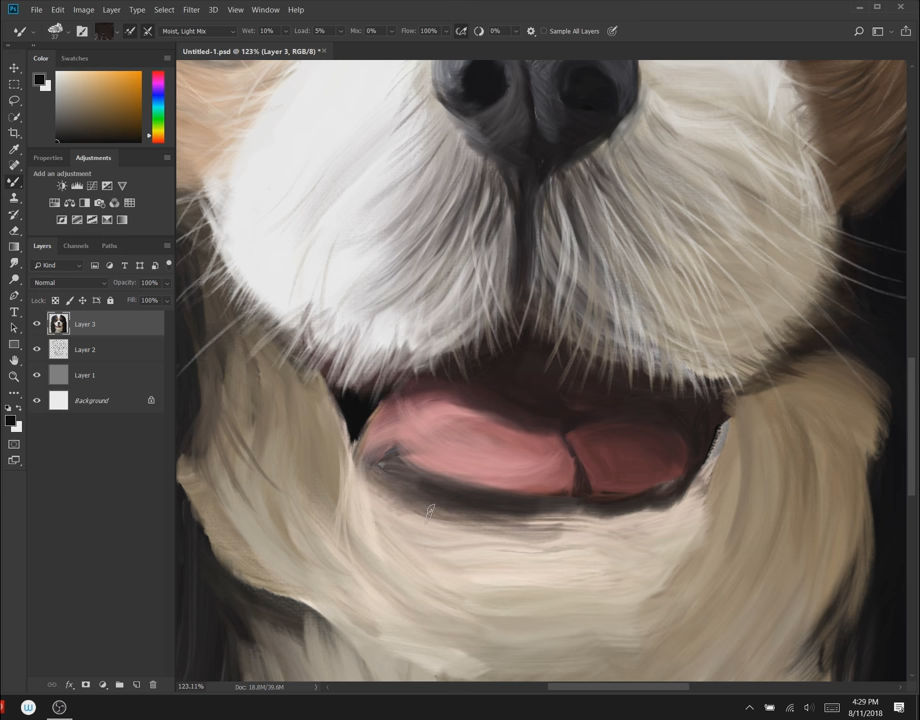 Ps File Edit Image Layer Type Select Filter 3D View Window Help
37 Moist, Light Mix Wet: 10% Load: 5% Mix: 0% Flow: 100% 0% Sample All Layers
Untitled-1.psd @ 123% (Layer 3, RGB/8) * ×
Color Swatches
Properties Adjustments
Add an adjustment
Layers Channels Paths
Kind
Normal Opacity: 100%
Lock: Fill: 100%
Layer 3
Layer 2
Layer 1
Background
fx
123.11% Doc: 18.8M/39.6M
4:29 PM
8/11/2018